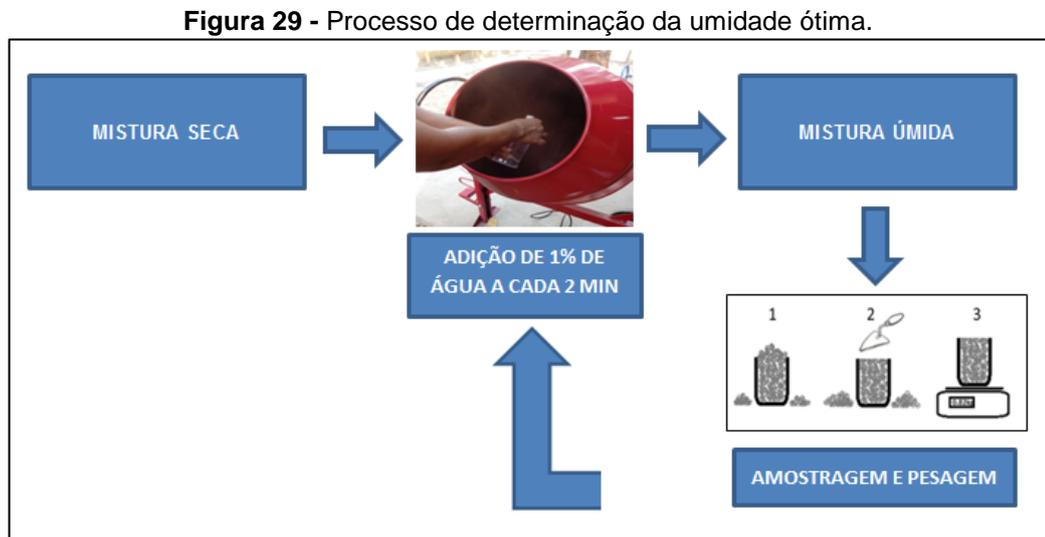 Figura 29 - Processo de determinação da umidade ótima.
MISTURA SECA
MISTURA ÚMIDA
ADIÇÃO DE 1% DE
ÁGUA A CADA 2 MIN
1 2 3
AMOSTRAGEM E PESAGEM